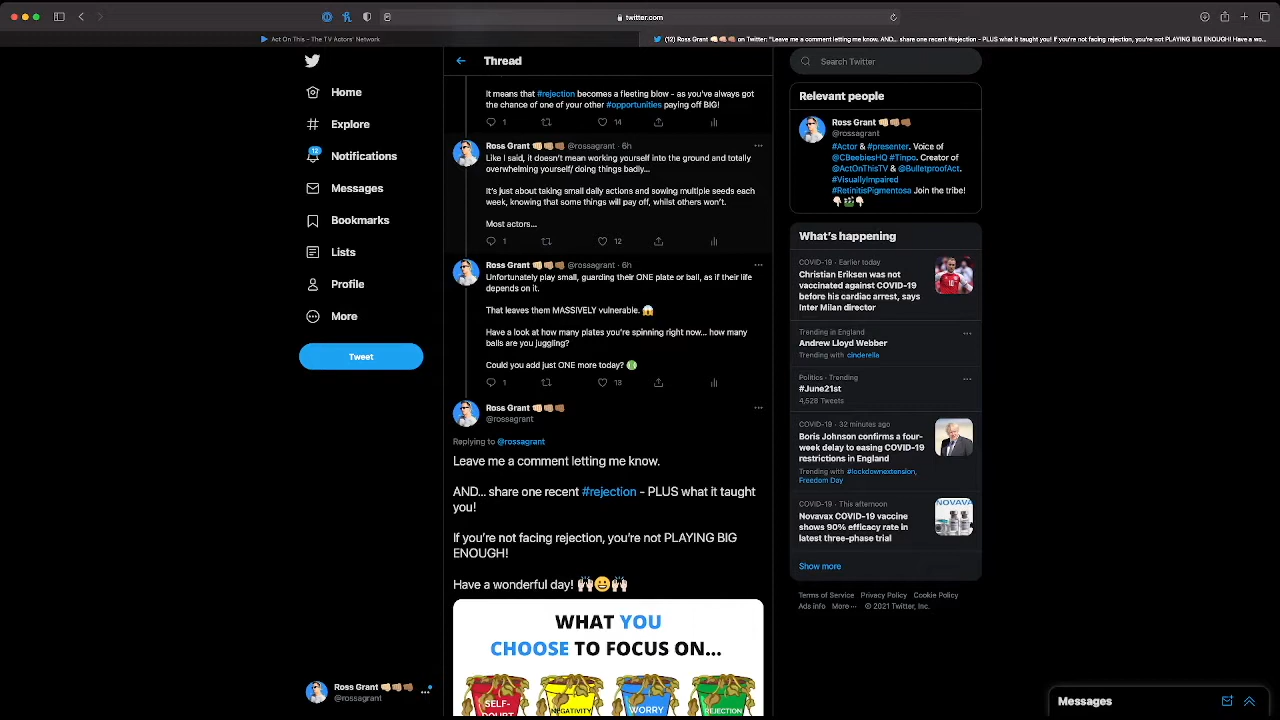 twitter.com
Act On This - The TV Actors' Network
(12) Ross Grant 👊🏻👊🏼👊🏾 on Twitter: "Leave me a comment letting me know. AND... share one recent #rejection - PLUS what it taught you! If you're not facing rejection, you're not PLAYING BIG ENOUGH! Have a wo...
Home
Explore
12
Notifications
Messages
Bookmarks
Lists
Profile
More
Tweet
Ross Grant 👊🏻👊🏼👊🏾
@rossagrant
Thread
It means that #rejection becomes a fleeting blow - as you've always got
the chance of one of your other #opportunities paying off BIG!
1 14
Ross Grant 👊🏻👊🏼👊🏾 @rossagrant · 6h
Like I said, it doesn't mean working yourself into the ground and totally
overwhelming yourself/ doing things badly...
It's just about taking small daily actions and sowing multiple seeds each
week, knowing that some things will pay off, whilst others won't.
Most actors...
1 12
Ross Grant 👊🏻👊🏼👊🏾 @rossagrant · 6h
Unfortunately play small, guarding their ONE plate or ball, as if their life
depends on it.
That leaves them MASSIVELY vulnerable. 😱
Have a look at how many plates you're spinning right now... how many
balls are you juggling?
Could you add just ONE more today? 🎾
1 13
Ross Grant 👊🏻👊🏼👊🏾
@rossagrant
Replying to @rossagrant
Leave me a comment letting me know.
AND... share one recent #rejection - PLUS what it taught
you!
If you're not facing rejection, you're not PLAYING BIG
ENOUGH!
Have a wonderful day! 🙌🏻😀🙌🏻
WHAT YOU
CHOOSE TO FOCUS ON...
SELF-
DOUBT
NEGATIVITY
WORRY
REJECTION
Search Twitter
Relevant people
Ross Grant 👊🏻👊🏼👊🏾
@rossagrant
#Actor & #presenter. Voice of
@CBeebiesHQ #Tinpo. Creator of
@ActOnThisTV & @BulletproofAct.
#VisuallyImpaired
#RetinitisPigmentosa Join the tribe!
👇🏻🎬👇🏻
What's happening
COVID-19 · Earlier today
Christian Eriksen was not
vaccinated against COVID-19
before his cardiac arrest, says
Inter Milan director
Trending in England
Andrew Lloyd Webber
Trending with cinderella
Politics · Trending
#June21st
4,528 Tweets
COVID-19 · 32 minutes ago
Boris Johnson confirms a four-
week delay to easing COVID-19
restrictions in England
Trending with #lockdownextension,
Freedom Day
COVID-19 · This afternoon
Novavax COVID-19 vaccine
shows 90% efficacy rate in
latest three-phase trial
NOVAVA
Show more
Terms of Service Privacy Policy Cookie Policy
Ads info More ··· © 2021 Twitter, Inc.
Messages